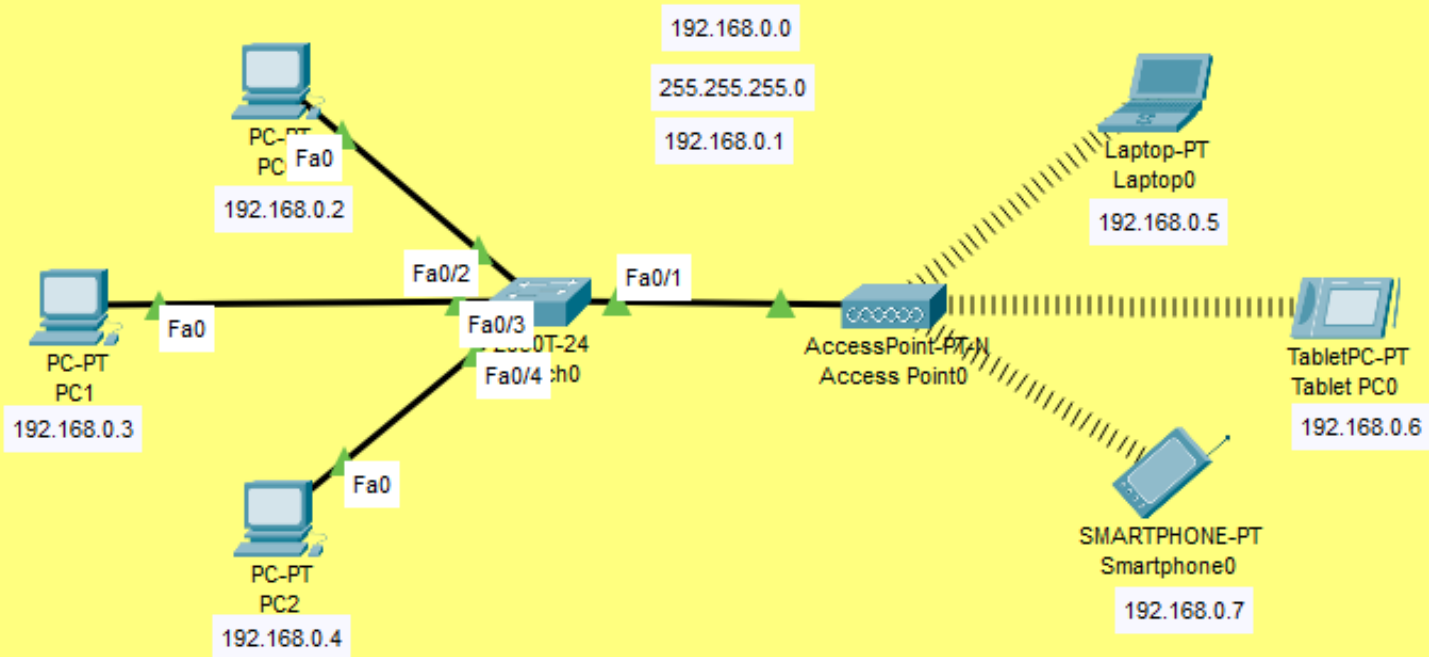 192.168.0.0
255.255.255.0
192.168.0.1
PC-PT
Fa0
192.168.0.2
Laptop-PT
Laptop0
192.168.0.5
Fa0/2
Fa0/1
PC-PT
PC1
192.168.0.3
Fa0
Fa0/3
Fa0/4
AccessPoint-PT-N
Access Point0
TabletPC-PT
Tablet PC0
192.168.0.6
PC-PT
PC2
192.168.0.4
Fa0
SMARTPHONE-PT
Smartphone0
192.168.0.7